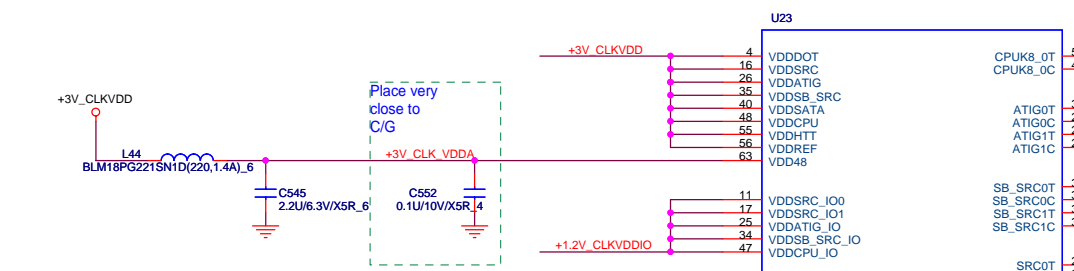 U23
+3V_CLKVDD
4 VDDDOT
16 VDDSRC
26 VDDATIG
35 VDDSB_SRC
40 VDDSATA
48 VDDCPU
55 VDDHTT
56 VDDREF
63 VDD48
CPUK8_0T
CPUK8_0C
ATIG0T
ATIG0C
ATIG1T
ATIG1C
Place very
close to
C/G
+3V_CLKVDD
L44
BLM18PG221SN1D(220,1.4A)_6
+3V_CLK_VDDA
C545
2.2U/6.3V/X5R_6
C552
0.1U/10V/X5R_4
11 VDDSRC_IO0
17 VDDSRC_IO1
25 VDDATIG_IO
34 VDDSB_SRC_IO
47 VDDCPU_IO
+1.2V_CLKVDDIO
SB_SRC0T
SB_SRC0C
SB_SRC1T
SB_SRC1C
SRC0T